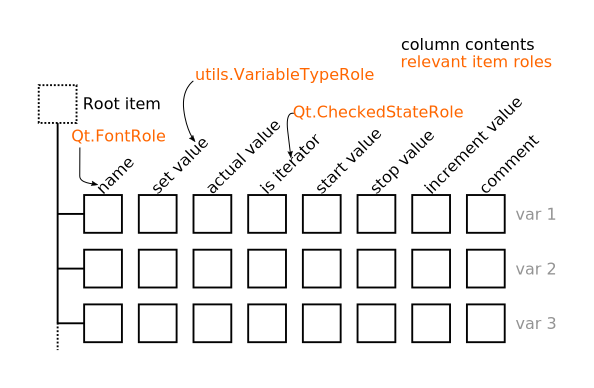 column contents
relevant item roles
utils.VariableTypeRole
Root item
Qt.CheckedStateRole
Qt.FontRole
name
set value
actual value
is iterator
start value
stop value
increment value
comment
var 1
var 2
var 3